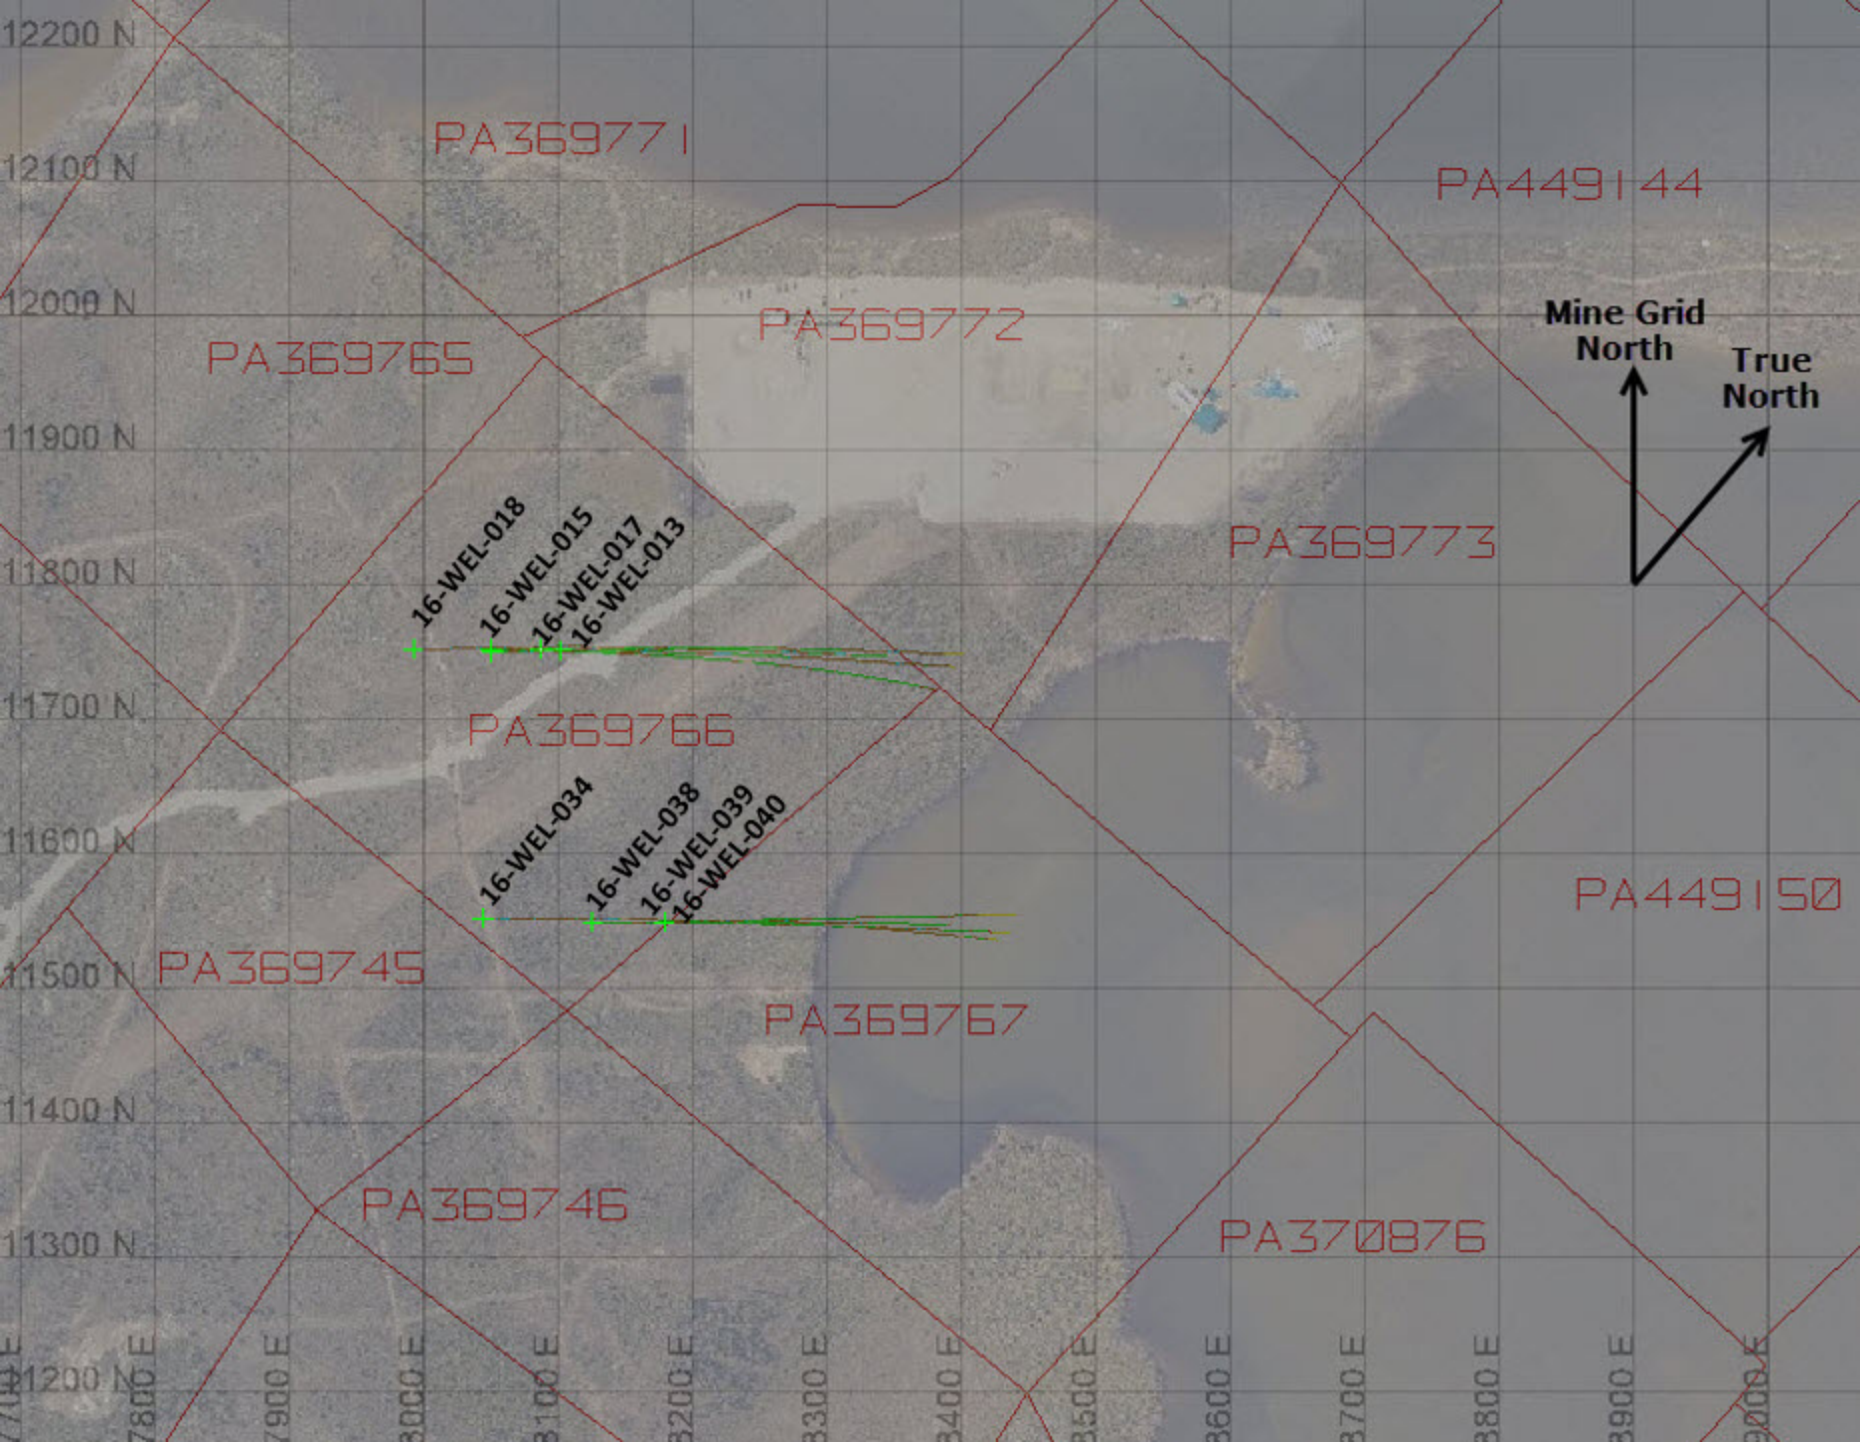 12200 N
PA369771
12100 N
PA449144
12000 N
Mine Grid
North
PA369772
True
North
PA369765
11900 N
16-WEL-018
16-WEL-015
16-WEL-017
16-WEL-013
PA369773
11800 N
11700 N
PA369766
16-WEL-034
16-WEL-038
16-WEL-039
16-WEL-040
11600 N
PA449150
PA369745
11500 N
PA369767
11400 N
PA369746
PA370876
11300 N
11200 N
7700 E
7800 E
7900 E
8000 E
8100 E
8200 E
8300 E
8400 E
8500 E
8600 E
8700 E
8800 E
8900 E
9000 E